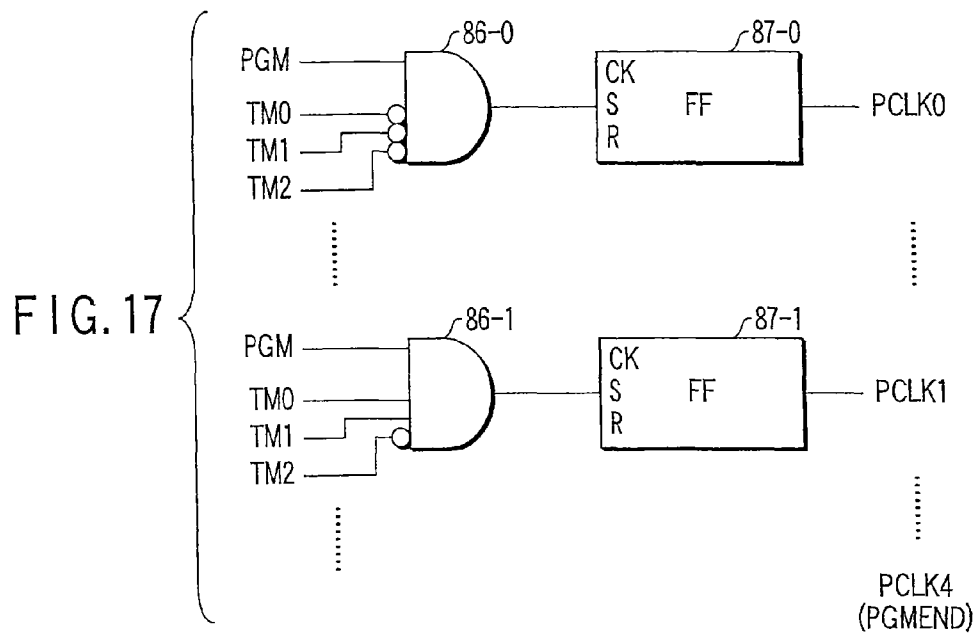 FIG. 17
86-0
87-0
PGM
TM0
TM1
TM2
CK
S
R
FF
PCLK0
86-1
87-1
PGM
TM0
TM1
TM2
CK
S
R
FF
PCLK1
PCLK4
(PGMEND)